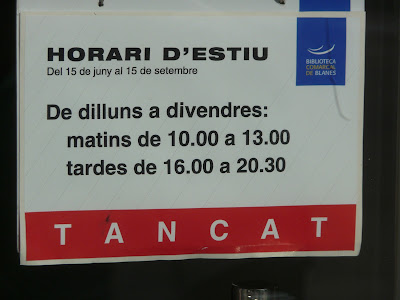 HORARI D'ESTIU
Del 15 de juny al 15 de setembre
BIBLIOTECA
COMARCAL
DE BLANES
De dilluns a divendres:
matins de 10.00 a 13.00
tardes de 16.00 a 20.30
TANCAT